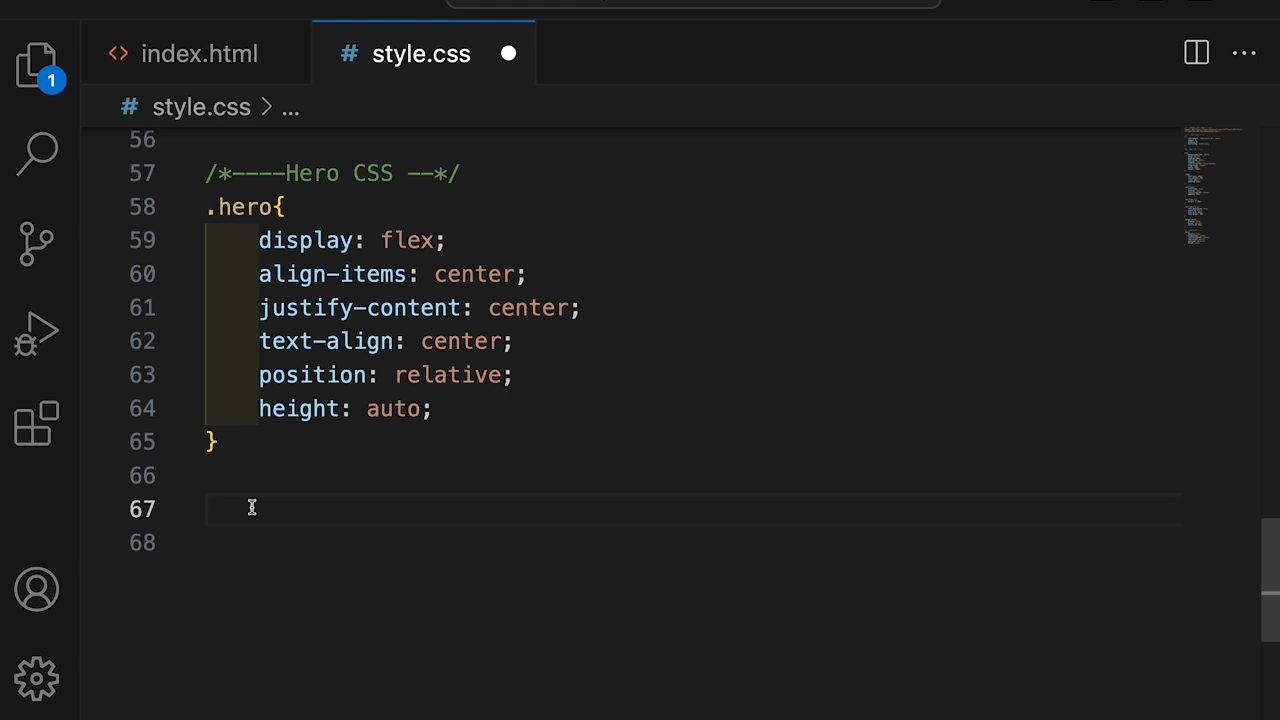 index.html
style.css
1
style.css > ...
56
57 /*----Hero CSS --*/
58 .hero{
59 display: flex;
60 align-items: center;
61 justify-content: center;
62 text-align: center;
63 position: relative;
64 height: auto;
65 }
66
67
68